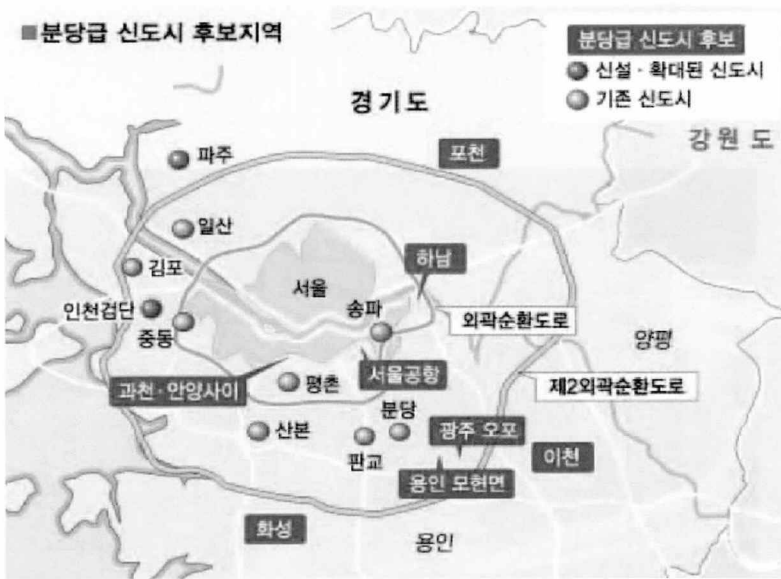 ■분당급 신도시 후보지역
분당급 신도시 후보
신설·확대된 신도시
기존 신도시
경기도
강원도
파주
포천
일산
하남
김포
서울
인천검단
송파
외곽순환도로
중동
양평
서울공항
과천·안양사이
평촌
제2외곽순환도로
분당
산본
광주 오포
판교
이천
용인 모현면
화성
용인